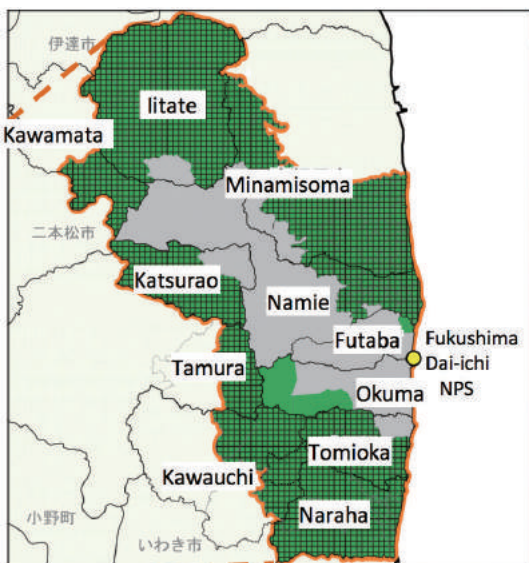 伊達市
Iitate
Kawamata
Minamisoma
二本松市
Katsurao
Namie
Futaba
Fukushima
Dai-ichi
NPS
Tamura
Okuma
Tomioka
Kawauchi
Naraha
小野町
いわき市